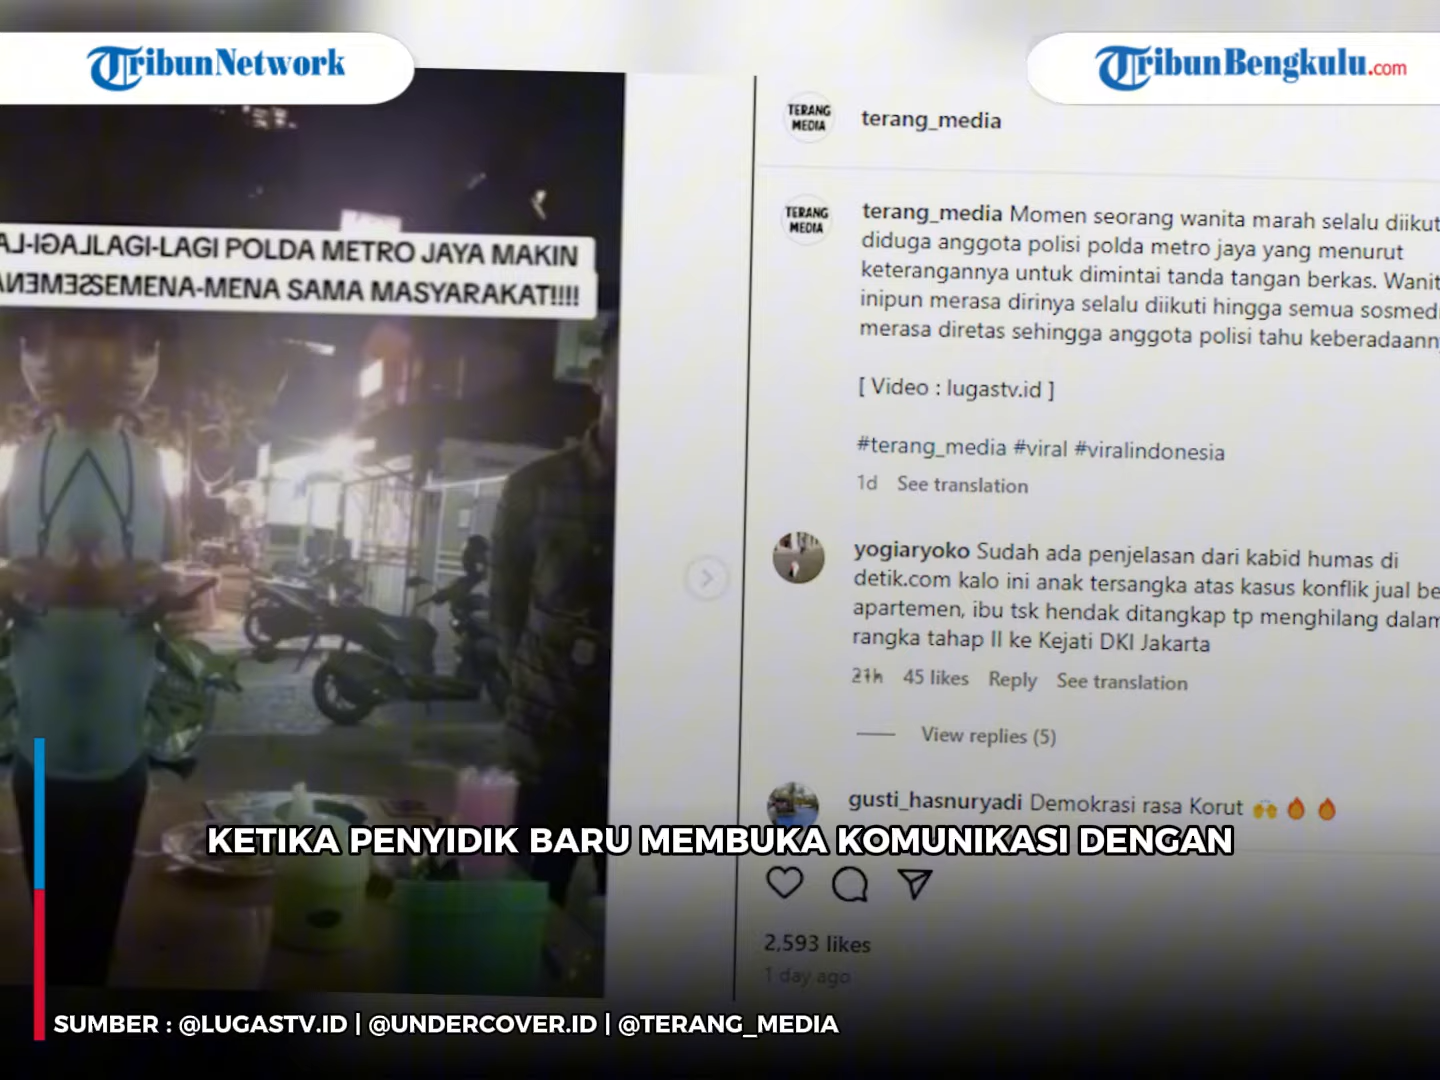 TribunNetwork
TribunBengkulu.com
LAGI-LAGI POLDA METRO JAYA MAKIN
SEMENA-MENA SAMA MASYARAKAT!!!!
TERANG
MEDIA
terang_media
TERANG
MEDIA
terang_media Momen seorang wanita marah selalu diikut
diduga anggota polisi polda metro jaya yang menurut
keterangannya untuk dimintai tanda tangan berkas. Wanit
inipun merasa dirinya selalu diikuti hingga semua sosmed
merasa diretas sehingga anggota polisi tahu keberadaann
[ Video : lugastv.id ]
#terang_media #viral #viralindonesia
1d See translation
yogiaryoko Sudah ada penjelasan dari kabid humas di
detik.com kalo ini anak tersangka atas kasus konflik jual be
apartemen, ibu tsk hendak ditangkap tp menghilang dalam
rangka tahap II ke Kejati DKI Jakarta
21h 45 likes Reply See translation
View replies (5)
gusti_hasnuryadi Demokrasi rasa Korut 🙌🔥🔥
KETIKA PENYIDIK BARU MEMBUKA KOMUNIKASI DENGAN
2,593 likes
1 day ago
SUMBER : @LUGASTV.ID | @UNDERCOVER.ID | @TERANG_MEDIA